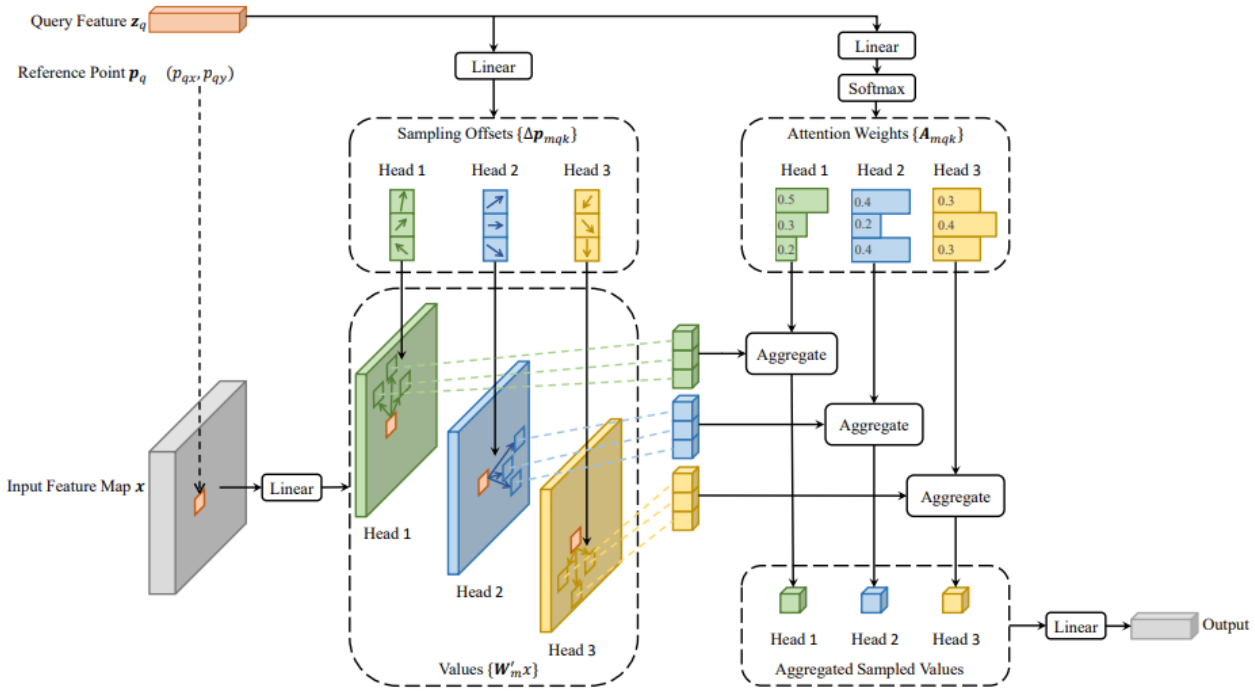 Query Feature z_q
Linear
Linear
Reference Point p_q (p_qx, p_qy)
Softmax
Sampling Offsets {Δp_mqk}
Attention Weights {A_mqk}
Head 1 Head 2 Head 3
Head 1 Head 2 Head 3
0.5 0.4 0.3
0.3 0.2 0.4
0.2 0.4 0.3
Aggregate
Aggregate
Input Feature Map x
Linear
Aggregate
Head 1
Head 2
Head 3
Values {W'_m x}
Head 1 Head 2 Head 3
Aggregated Sampled Values
Linear
Output